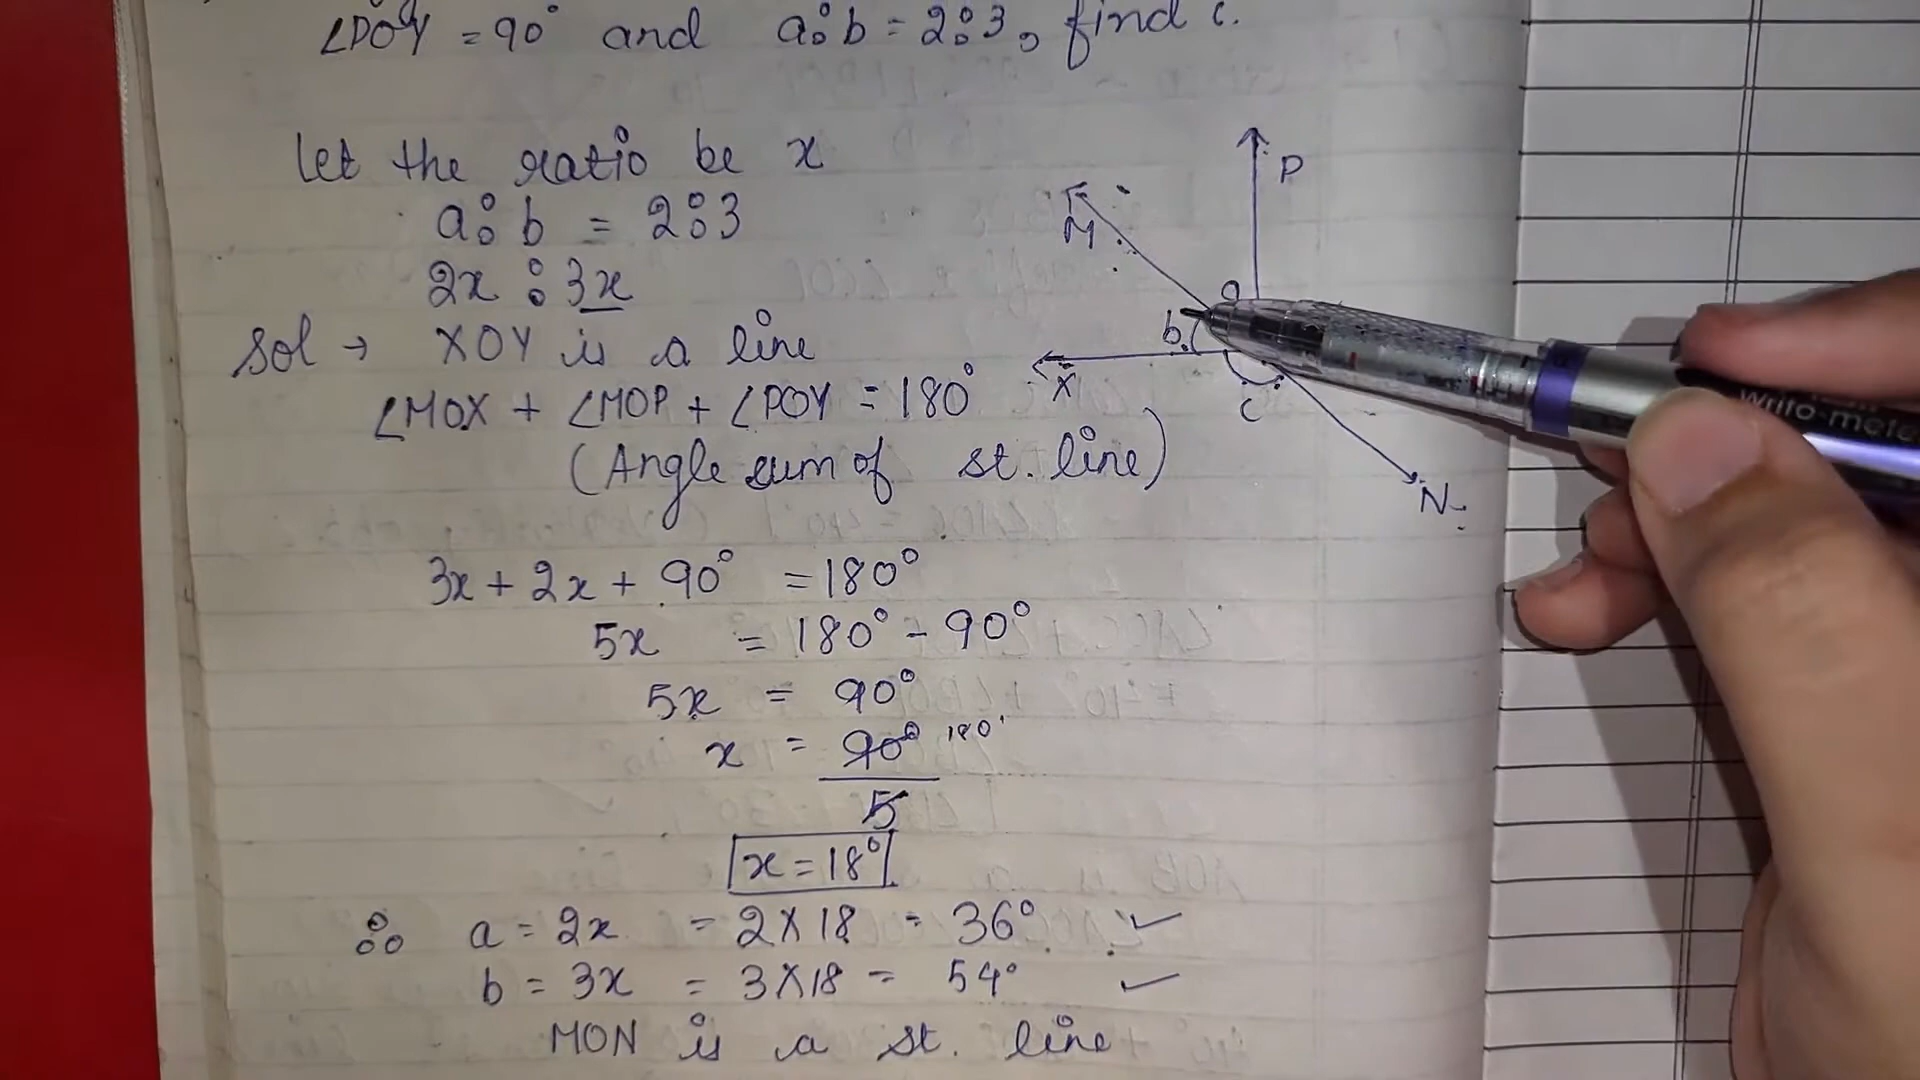 ∠POY = 90° and a:b = 2:3, find c.
Let the ratio be x
a:b = 2:3
2x : 3x
Sol → XOY is a line
∠MOX + ∠MOP + ∠POY = 180°
(Angle sum of st. line)
3x + 2x + 90° = 180°
5x = 180° - 90°
5x = 90°
x = 90° 180°
5
x = 18°
∴ a = 2x = 2×18 = 36° ✓
b = 3x = 3×18 = 54° ✓
MON is a st. line
P
M
a
b
X
c
N